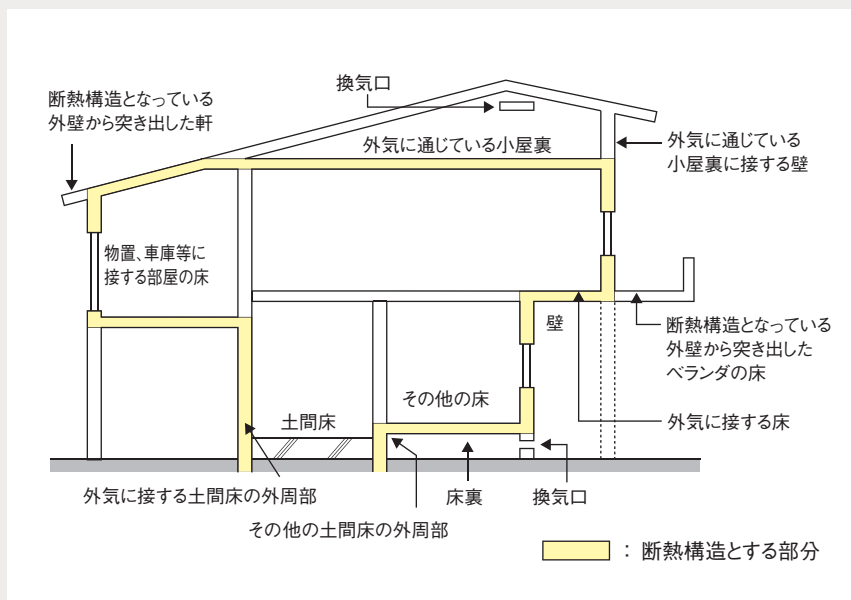 換気口
断熱構造となっている
外壁から突き出した軒
外気に通じている小屋裏
外気に通じている
小屋裏に接する壁
物置、車庫等に
接する部屋の床
壁
断熱構造となっている
外壁から突き出した
ベランダの床
その他の床
土間床
外気に接する床
外気に接する土間床の外周部
床裏
換気口
その他の土間床の外周部
：断熱構造とする部分